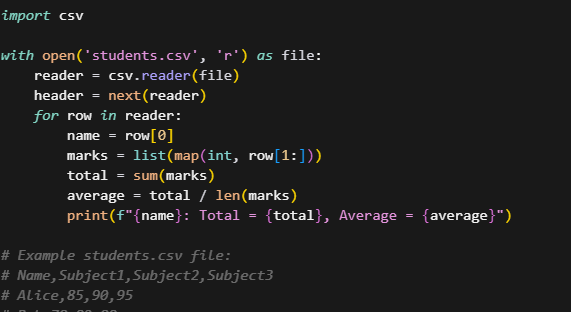 import csv

with open('students.csv', 'r') as file:
    reader = csv.reader(file)
    header = next(reader)
    for row in reader:
        name = row[0]
        marks = list(map(int, row[1:]))
        total = sum(marks)
        average = total / len(marks)
        print(f"{name}: Total = {total}, Average = {average}")

# Example students.csv file:
# Name,Subject1,Subject2,Subject3
# Alice,85,90,95